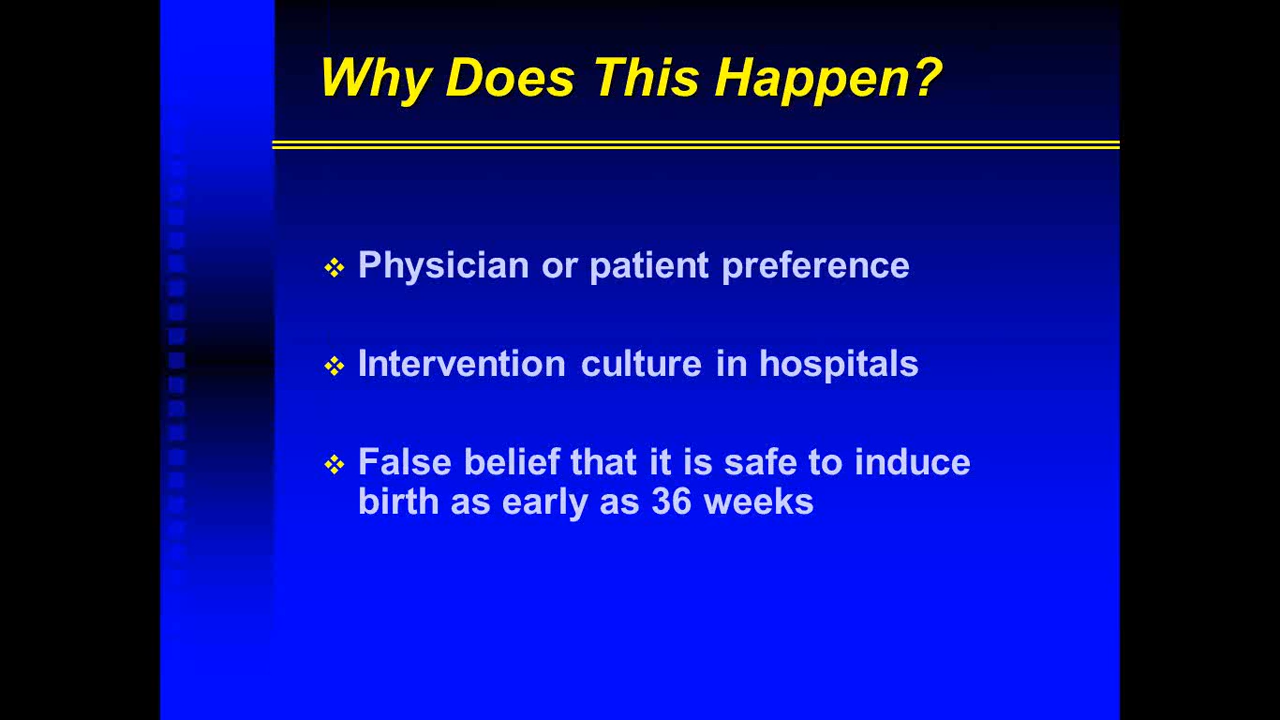 Why Does This Happen?
Physician or patient preference
Intervention culture in hospitals
False belief that it is safe to induce
birth as early as 36 weeks